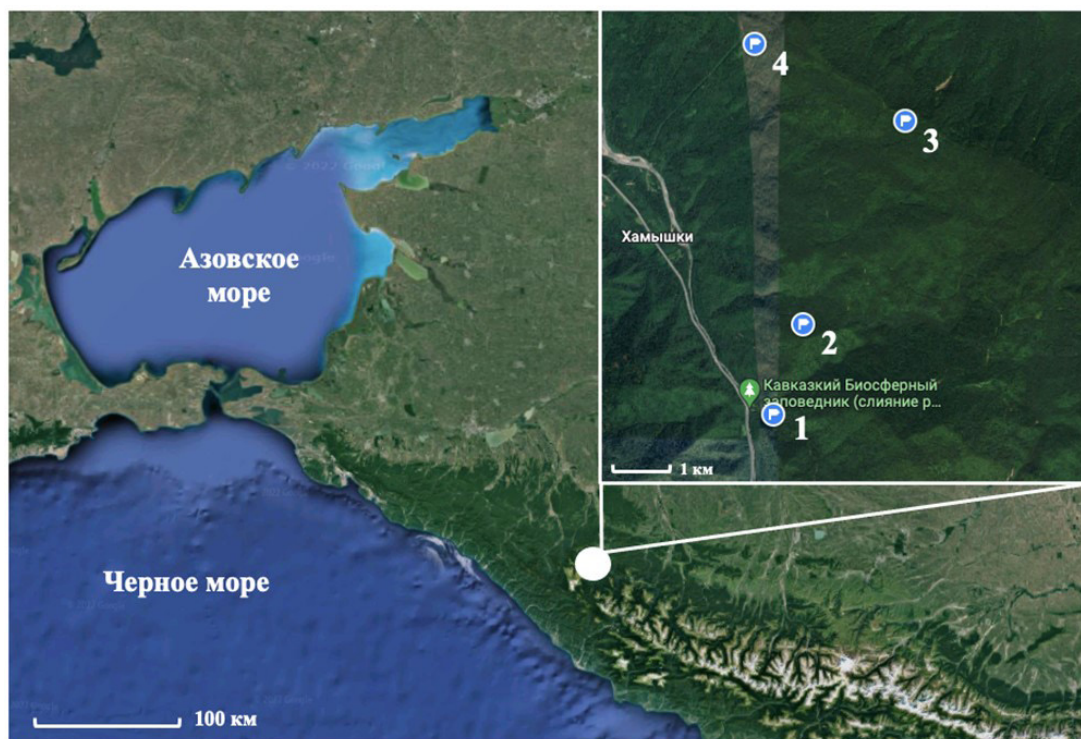 Азовское
море
Черное море
100 км
4
3
Хамышки
2
Кавказкий Биосферный
заповедник (слияние р...
1
1 км